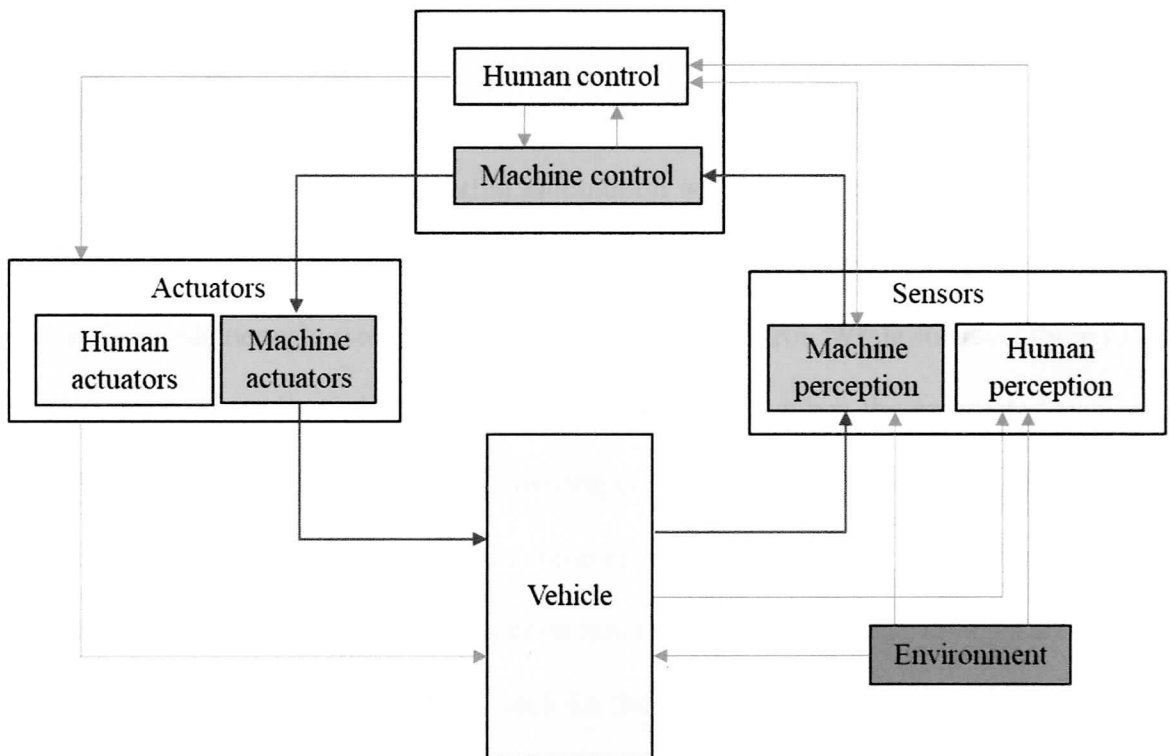 Human control
Machine control
Actuators
Human
actuators
Machine
actuators
Sensors
Machine
perception
Human
perception
Vehicle
Environment